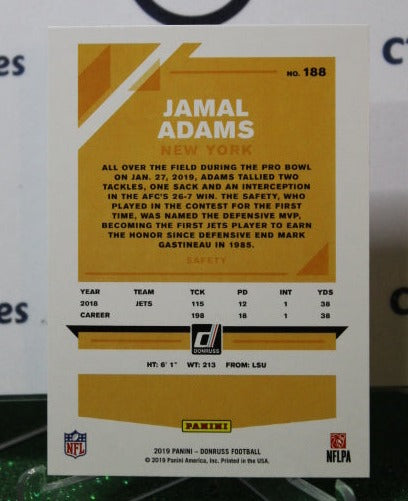 NO. 188
JAMAL
ADAMS
NEW YORK
ALL OVER THE FIELD DURING THE PRO BOWL
ON JAN. 27, 2019, ADAMS TALLIED TWO
TACKLES, ONE SACK AND AN INTERCEPTION
IN THE AFC'S 26-7 WIN. THE SAFETY, WHO
PLAYED IN THE CONTEST FOR THE FIRST
TIME, WAS NAMED THE DEFENSIVE MVP,
BECOMING THE FIRST JETS PLAYER TO EARN
THE HONOR SINCE DEFENSIVE END MARK
GASTINEAU IN 1985.
SAFETY
YEAR TEAM TCK PD INT YDS
2018 JETS 115 12 1 38
CAREER 198 18 1 38
DONRUSS
HT: 6' 1" WT: 213 FROM: LSU
NFL
PANINI
NFLPA
2019 PANINI – DONRUSS FOOTBALL
© 2019 Panini America, Inc. Printed in the USA.